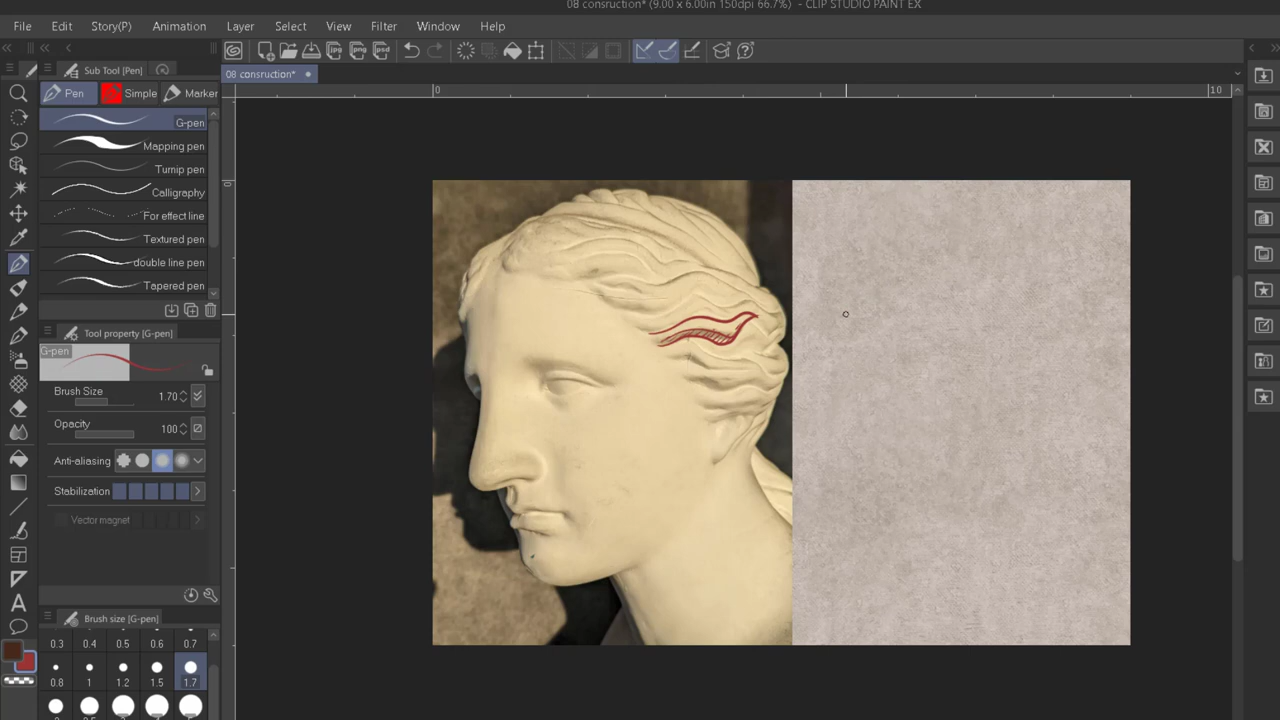 08 consruction* (9.00 x 6.00in 150dpi 66.7%) - CLIP STUDIO PAINT EX
File Edit Story(P) Animation Layer Select View Filter Window Help
Sub Tool [Pen]
08 consruction*
Pen Simple Marker
0 10
G-pen
Mapping pen
Turnip pen
Calligraphy
0
For effect line
Textured pen
double line pen
Tapered pen
Tool property [G-pen]
G-pen
Brush Size 1.70
Opacity 100
Anti-aliasing
Stabilization
Vector magnet
Brush size [G-pen]
0.3 0.4 0.5 0.6 0.7
0.8 1 1.2 1.5 1.7